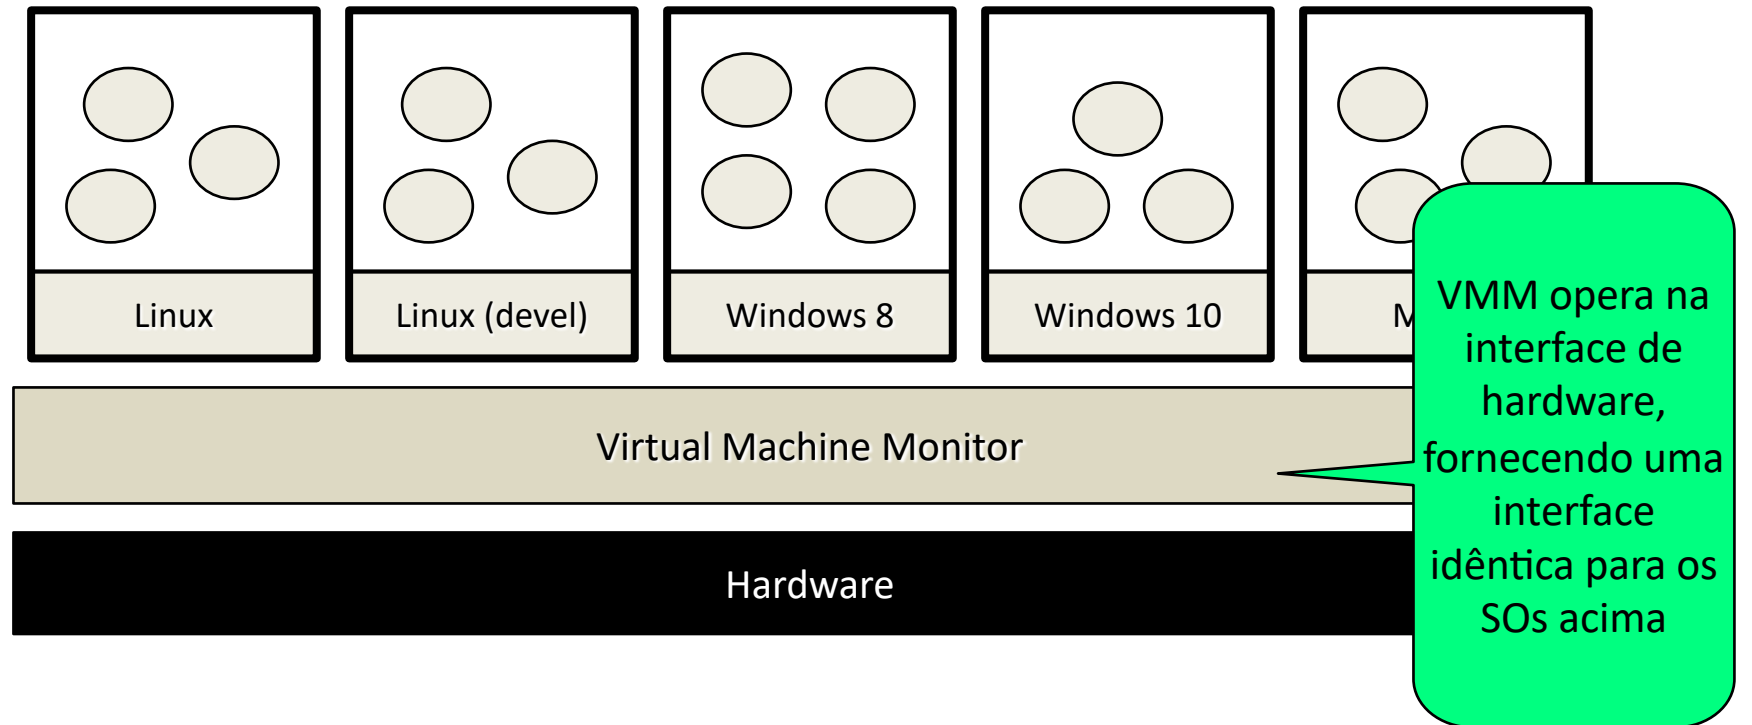 Linux
Linux (devel)
Windows 8
Windows 10
VMM opera na
interface de
hardware,
fornecendo uma
interface
idêntica para os
SOs acima
Virtual Machine Monitor
Hardware